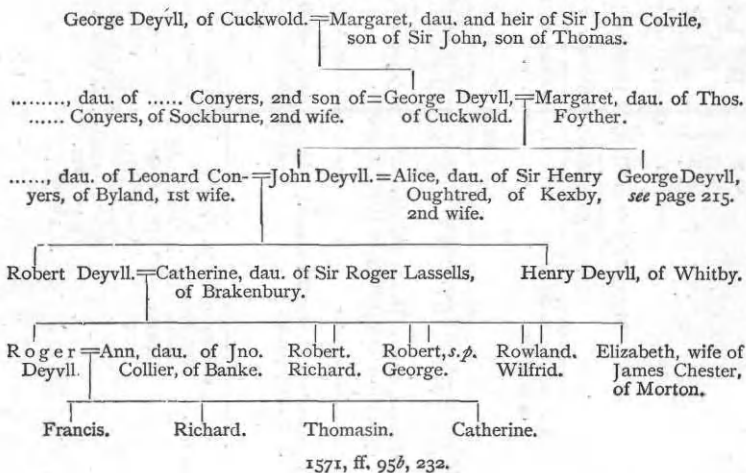 George Deyvll, of Cuckwold. Margaret, dau. and heir of Sir John Colvile,
son of Sir John, son of Thomas.
........., dau. of ...... Conyers, 2nd son of George Deyvll, Margaret, dau. of Thos.
...... Conyers, of Sockburne, 2nd wife. of Cuckwold. Foyther.
......, dau. of Leonard Con- John Deyvll. Alice, dau. of Sir Henry George Deyvll,
yers, of Byland, 1st wife. Oughtred, of Kexby, see page 215.
2nd wife.
Robert Deyvll. Catherine, dau. of Sir Roger Lassells, Henry Deyvll, of Whitby.
of Brakenbury.
Roger Ann, dau. of Jno. Robert. Robert, s.p. Rowland. Elizabeth, wife of
Deyvll. Collier, of Banke. Richard. George. Wilfrid. James Chester,
of Morton.
Francis. Richard. Thomasin. Catherine.
1571, ff. 95b, 232.